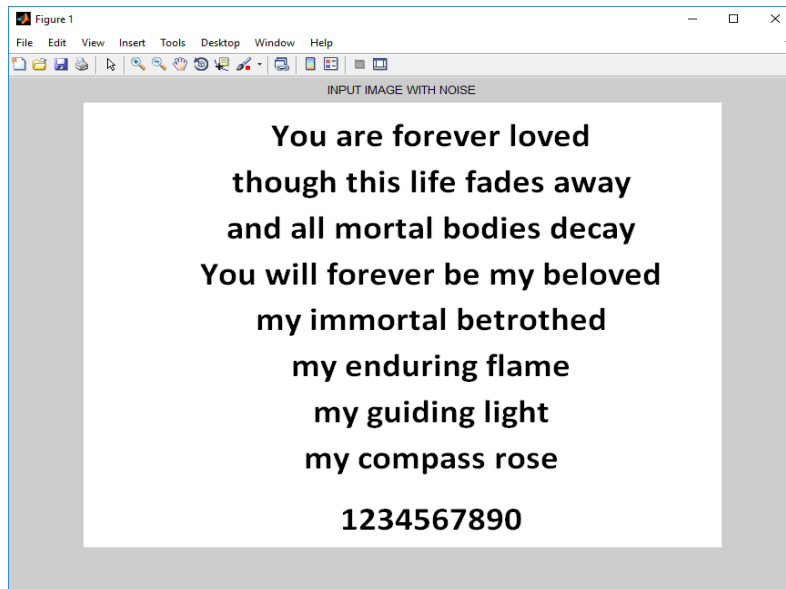 Figure 1
File Edit View Insert Tools Desktop Window Help
INPUT IMAGE WITH NOISE
You are forever loved
though this life fades away
and all mortal bodies decay
You will forever be my beloved
my immortal betrothed
my enduring flame
my guiding light
my compass rose
1234567890